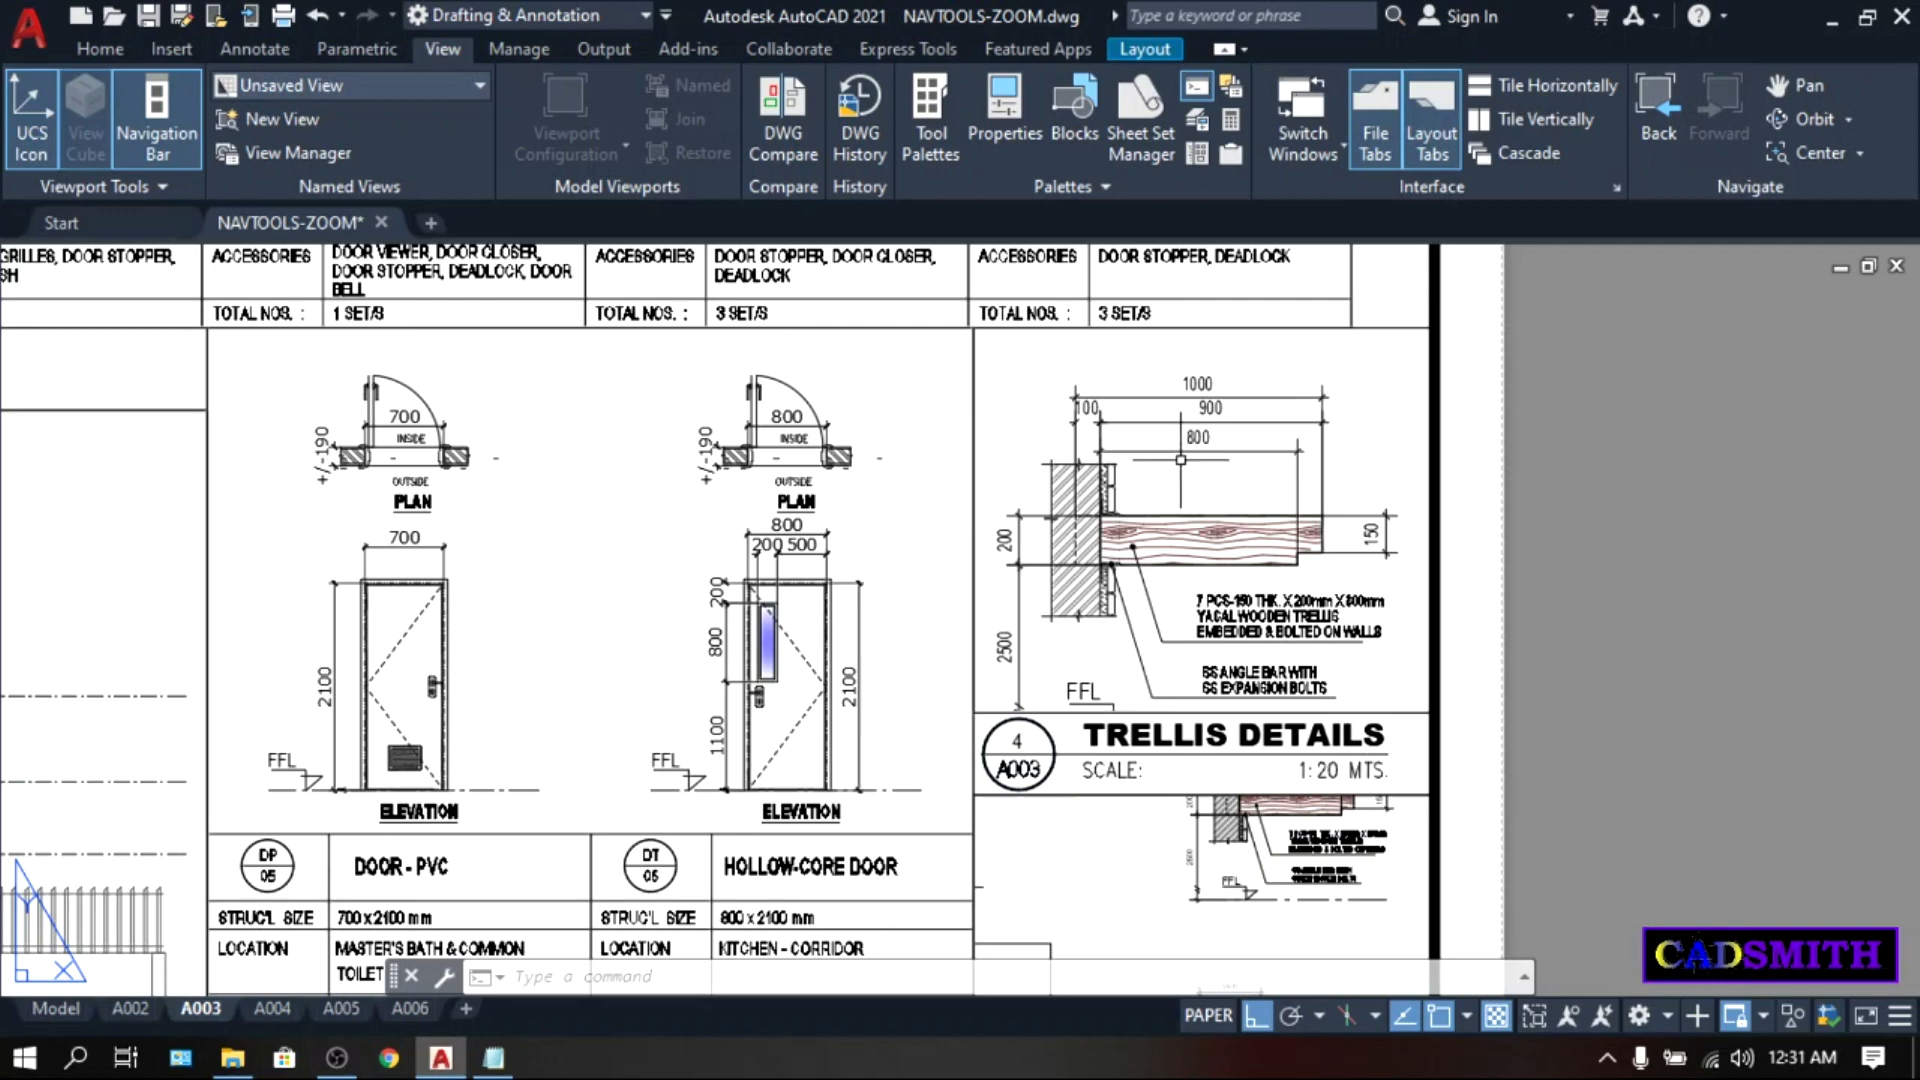 Drafting & Annotation
Autodesk AutoCAD 2021 NAVTOOLS-ZOOM.dwg
Type a keyword or phrase
Sign In
Home Insert Annotate Parametric View Manage Output Add-ins Collaborate Express Tools Featured Apps Layout
UCS Icon
View Cube
Navigation Bar
Viewport Tools
Unsaved View
New View
View Manager
Named Views
Viewport Configuration
Named
Join
Restore
Model Viewports
DWG Compare
Compare
DWG History
History
Tool Palettes
Properties
Blocks
Sheet Set Manager
Palettes
Switch Windows
File Tabs
Layout Tabs
Tile Horizontally
Tile Vertically
Cascade
Interface
Back
Forward
Pan
Orbit
Center
Navigate
Start NAVTOOLS-ZOOM*
GRILLES, DOOR STOPPER,
SH
ACCESSORIES
DOOR VIEWER, DOOR CLOSER,
DOOR STOPPER, DEADLOCK, DOOR
BELL
TOTAL NOS. : 1 SET/S
ACCESSORIES
DOOR STOPPER, DOOR CLOSER,
DEADLOCK
TOTAL NOS. : 3 SET/S
ACCESSORIES
DOOR STOPPER, DEADLOCK
TOTAL NOS. : 3 SET/S
700
INSIDE
+/-190
OUTSIDE
PLAN
700
2100
FFL
ELEVATION
800
INSIDE
+/-190
OUTSIDE
PLAN
800
200 500
200
800
1100
2100
FFL
ELEVATION
1000
100
900
800
200
150
2500
7 PCS-150 THK. X 200mm X 800mm
YACAL WOODEN TRELLIS
EMBEDDED & BOLTED ON WALLS
SS ANGLE BAR WITH
SS EXPANSION BOLTS
FFL
4
A003
TRELLIS DETAILS
SCALE: 1:20 MTS.
FFL
DP
05
DOOR - PVC
STRUC'L SIZE 700 x 2100 mm
LOCATION MASTER'S BATH & COMMON
TOILET
DT
05
HOLLOW-CORE DOOR
STRUC'L SIZE 800 x 2100 mm
LOCATION KITCHEN - CORRIDOR
Y
X
Type a command
CADSMITH
Model A002 A003 A004 A005 A006
PAPER
12:31 AM